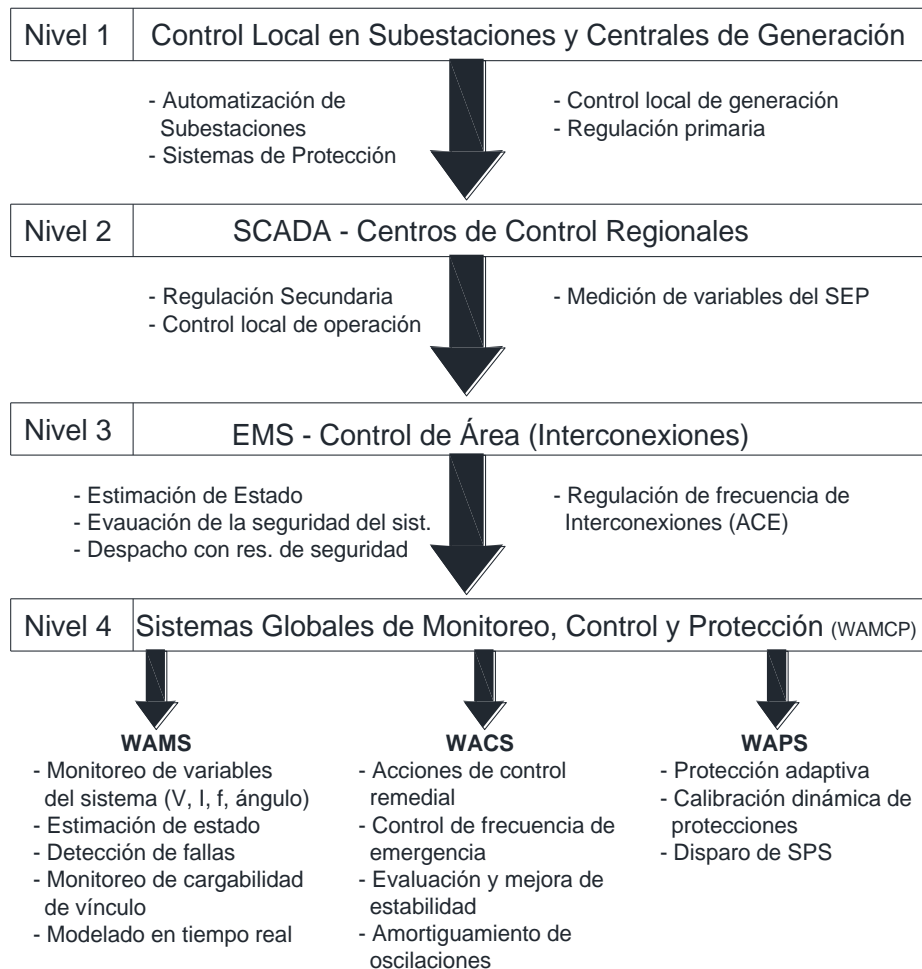 Nivel 1 Control Local en Subestaciones y Centrales de Generación
- Automatización de
Subestaciones
- Sistemas de Protección
- Control local de generación
- Regulación primaria
Nivel 2 SCADA - Centros de Control Regionales
- Regulación Secundaria
- Control local de operación
- Medición de variables del SEP
Nivel 3 EMS - Control de Área (Interconexiones)
- Estimación de Estado
- Evauación de la seguridad del sist.
- Despacho con res. de seguridad
- Regulación de frecuencia de
Interconexiones (ACE)
Nivel 4 Sistemas Globales de Monitoreo, Control y Protección (WAMCP)
WAMS
- Monitoreo de variables
del sistema (V, I, f, ángulo)
- Estimación de estado
- Detección de fallas
- Monitoreo de cargabilidad
de vínculo
- Modelado en tiempo real
WACS
- Acciones de control
remedial
- Control de frecuencia de
emergencia
- Evaluación y mejora de
estabilidad
- Amortiguamiento de
oscilaciones
WAPS
- Protección adaptiva
- Calibración dinámica de
protecciones
- Disparo de SPS